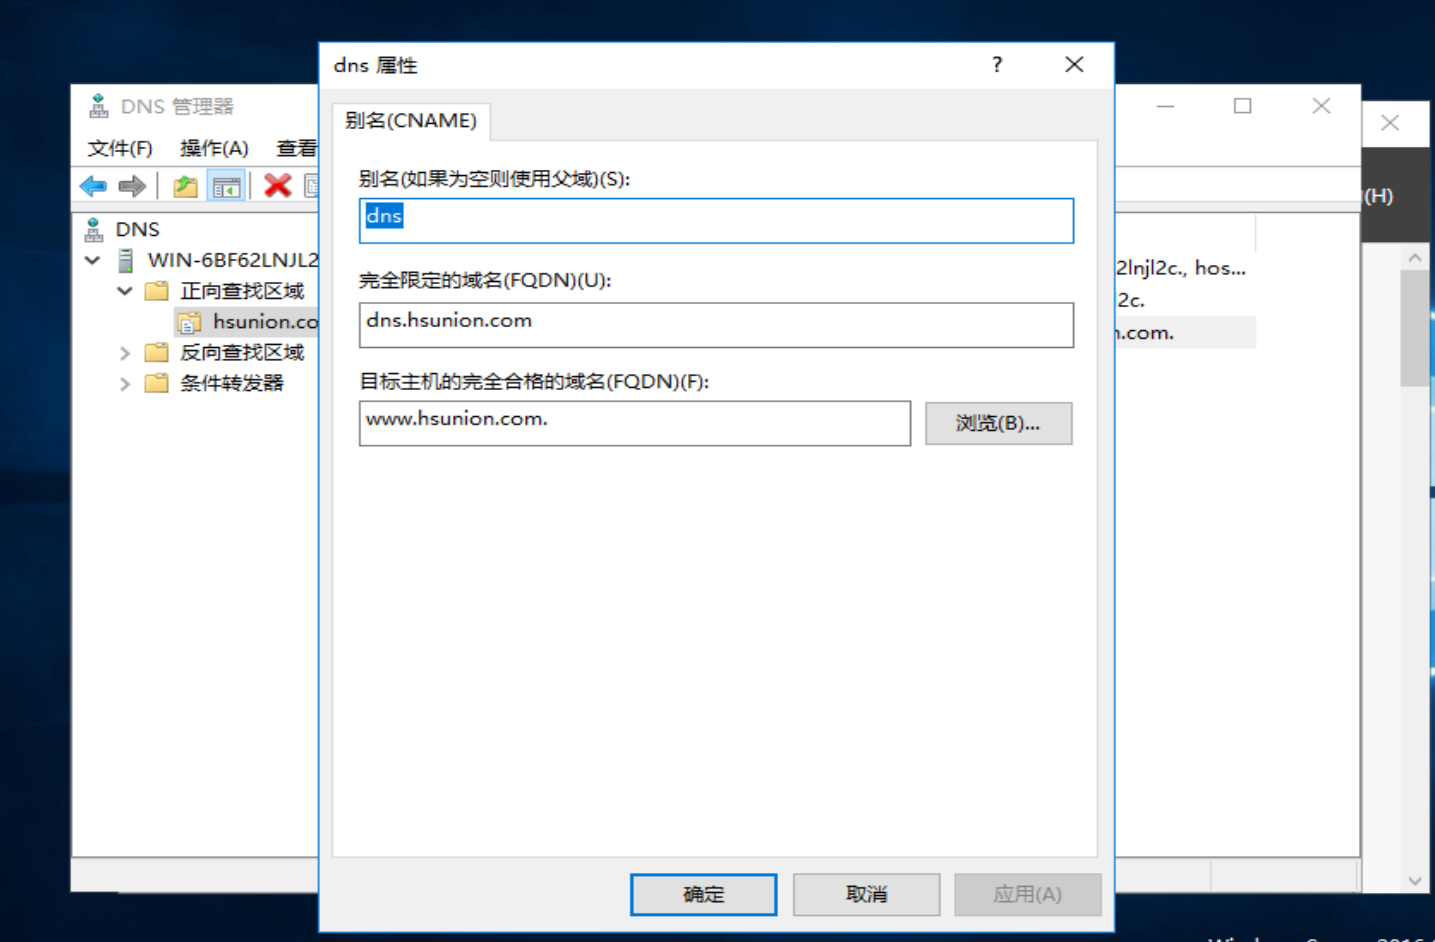 dns 属性
?
DNS 管理器
文件(F) 操作(A) 查看
别名(CNAME)
别名(如果为空则使用父域)(S):
dns
完全限定的域名(FQDN)(U):
dns.hsunion.com
目标主机的完全合格的域名(FQDN)(F):
www.hsunion.com.
浏览(B)...
DNS
WIN-6BF62LNJL2
正向查找区域
hsunion.co
反向查找区域
条件转发器
(H)
2lnjl2c., hos...
2c.
.com.
确定 取消 应用(A)